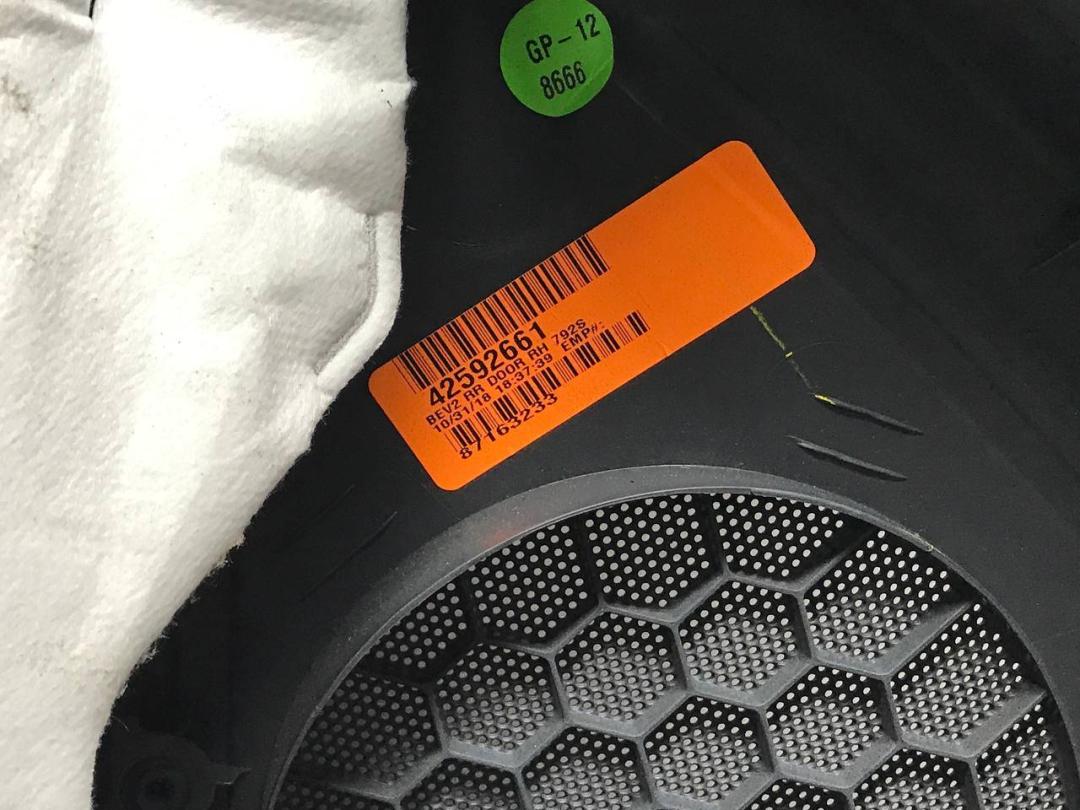 GP-12
8666
42592661
BEV2 RR DOOR RH 792S
10/31/18 18:37:39 EMP#:
87163233